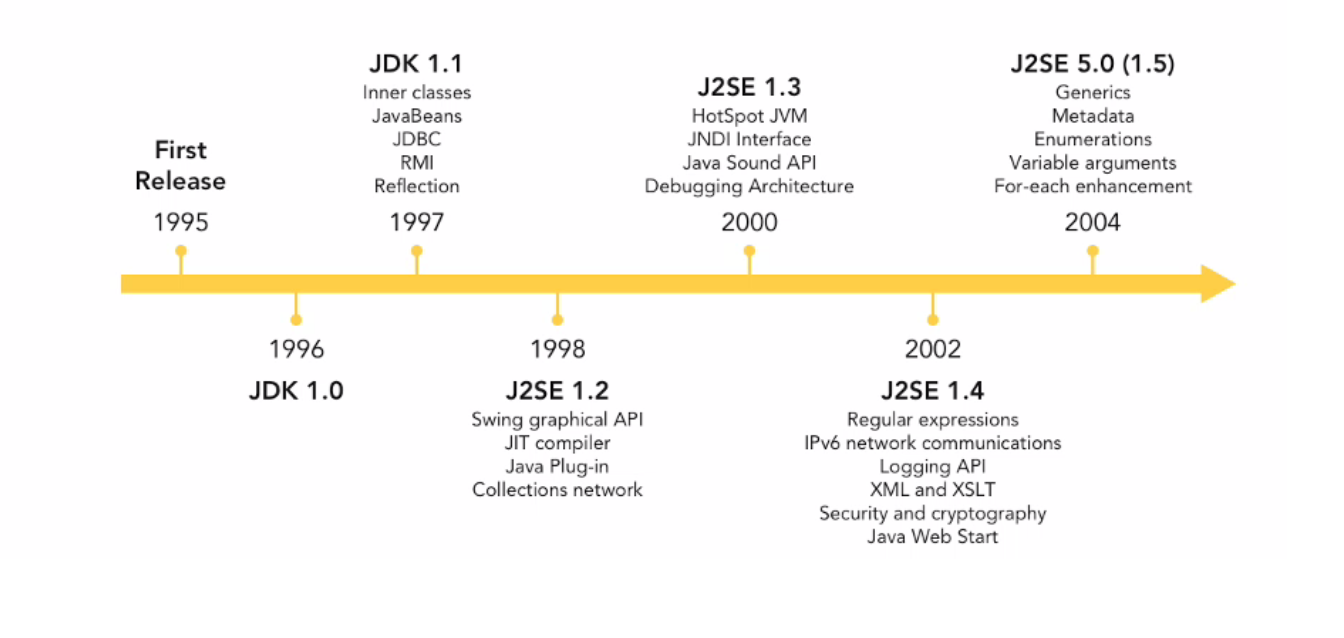 First
Release
1995
JDK 1.1
Inner classes
JavaBeans
JDBC
RMI
Reflection
1997
J2SE 1.3
HotSpot JVM
JNDI Interface
Java Sound API
Debugging Architecture
2000
J2SE 5.0 (1.5)
Generics
Metadata
Enumerations
Variable arguments
For-each enhancement
2004
1996
JDK 1.0
1998
J2SE 1.2
Swing graphical API
JIT compiler
Java Plug-in
Collections network
2002
J2SE 1.4
Regular expressions
IPv6 network communications
Logging API
XML and XSLT
Security and cryptography
Java Web Start